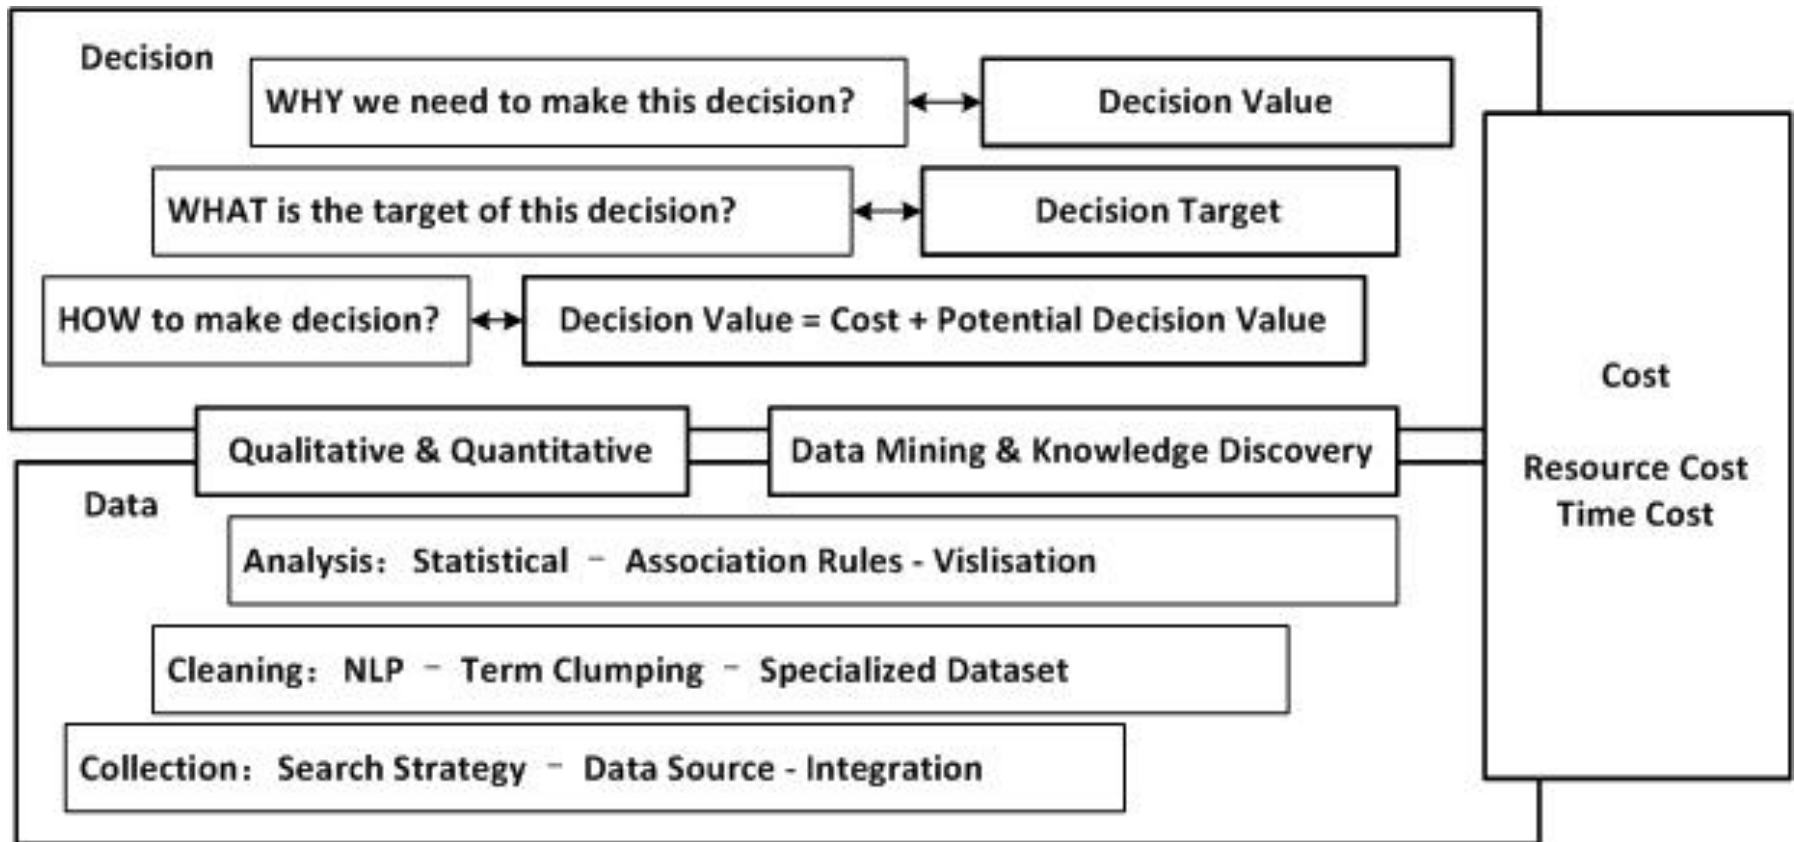 Decision
WHY we need to make this decision?
Decision Value
WHAT is the target of this decision?
Decision Target
HOW to make decision?
Decision Value = Cost + Potential Decision Value
Qualitative & Quantitative
Data Mining & Knowledge Discovery
Data
Analysis： Statistical － Association Rules - Vislisation
Cleaning： NLP － Term Clumping － Specialized Dataset
Collection： Search Strategy － Data Source - Integration
Cost
Resource Cost
Time Cost